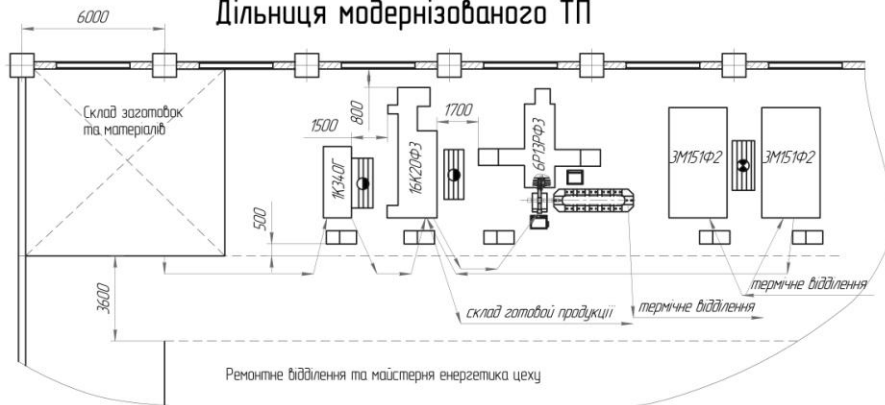 Дільниця модернізованого ТП
6000
Склад заготовок
та матеріалів
1500
800
1700
1К340Г
16К20Ф3
6Р13РФ3
3М151Ф2
3М151Ф2
500
3600
термічне відділення
склад готовой продукції
термічне відділення
Ремонтне відділення та майстерня енергетика цеху